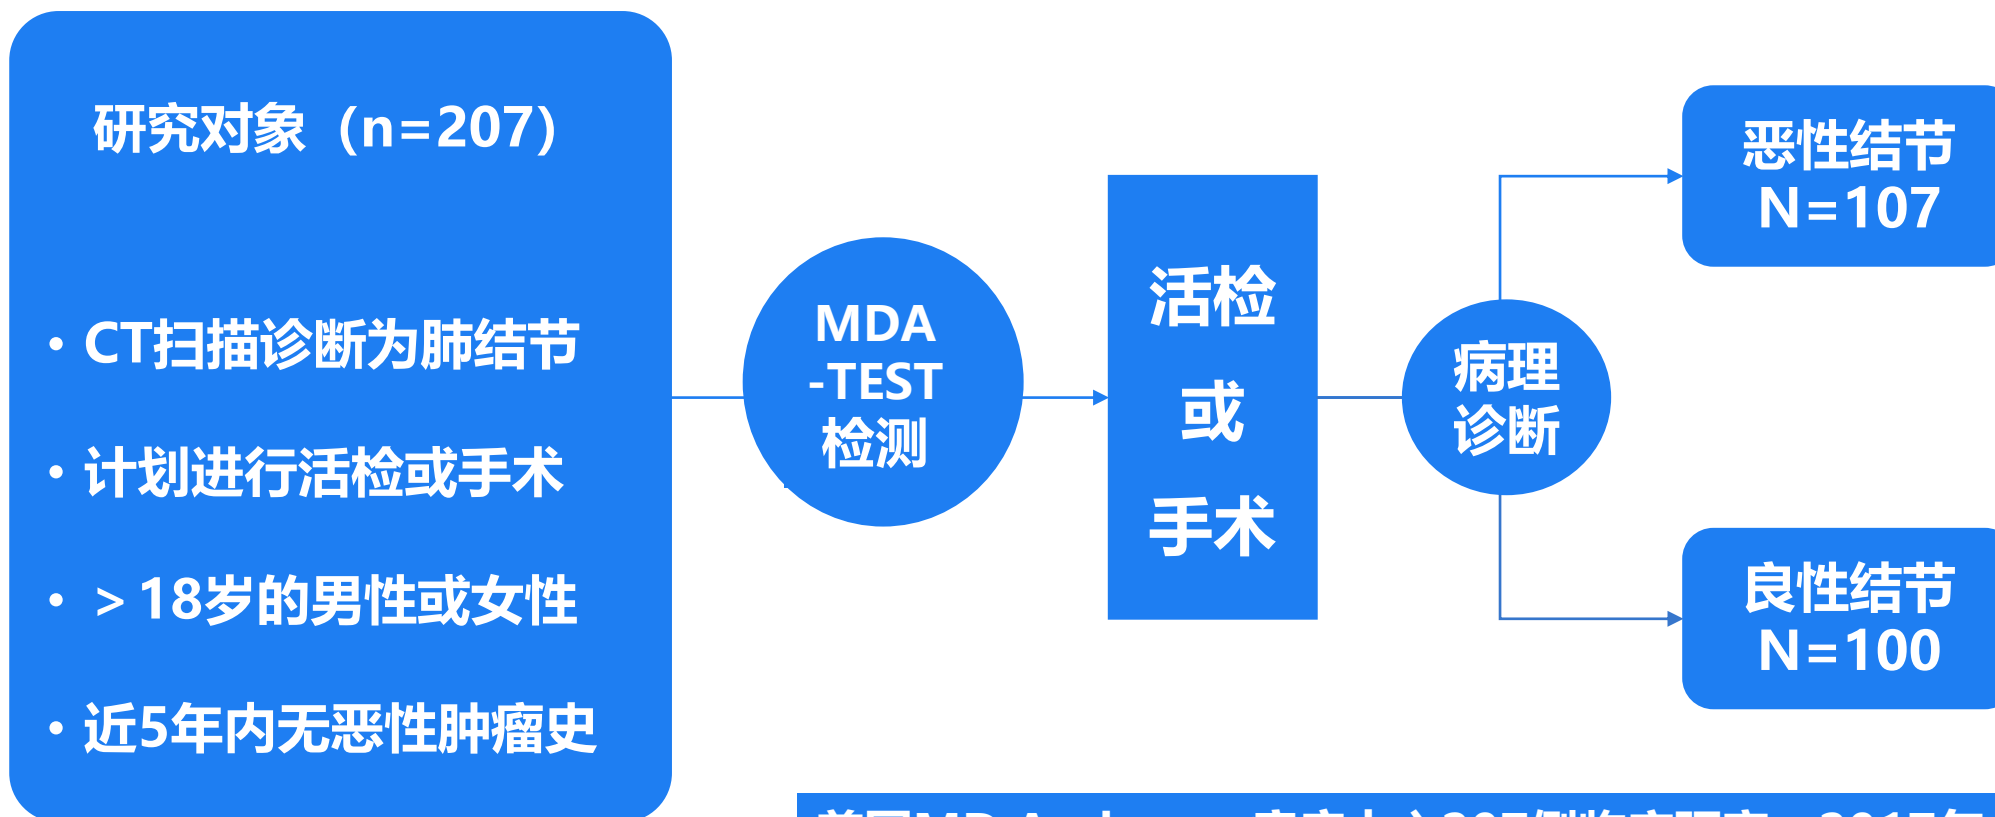 研究对象（n=207）
• CT扫描诊断为肺结节
• 计划进行活检或手术
• ＞18岁的男性或女性
• 近5年内无恶性肿瘤史
MDA
-TEST
检测
活检
或
手术
病理
诊断
恶性结节
N=107
良性结节
N=100